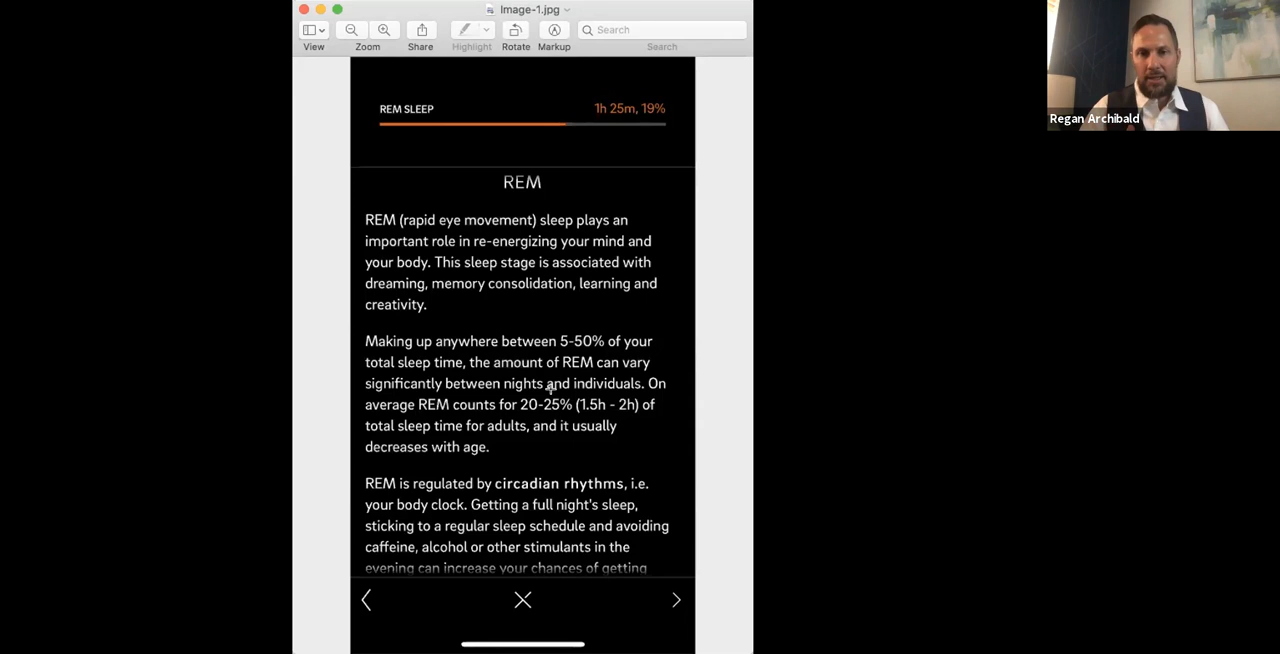 Image-1.jpg
View
Zoom
Share
Highlight
Rotate
Markup
Search
Search
REM SLEEP 1h 25m, 19%
REM
REM (rapid eye movement) sleep plays an
important role in re-energizing your mind and
your body. This sleep stage is associated with
dreaming, memory consolidation, learning and
creativity.
Making up anywhere between 5-50% of your
total sleep time, the amount of REM can vary
significantly between nights and individuals. On
average REM counts for 20-25% (1.5h - 2h) of
total sleep time for adults, and it usually
decreases with age.
REM is regulated by circadian rhythms, i.e.
your body clock. Getting a full night's sleep,
sticking to a regular sleep schedule and avoiding
caffeine, alcohol or other stimulants in the
evening can increase your chances of getting
Regan Archibald